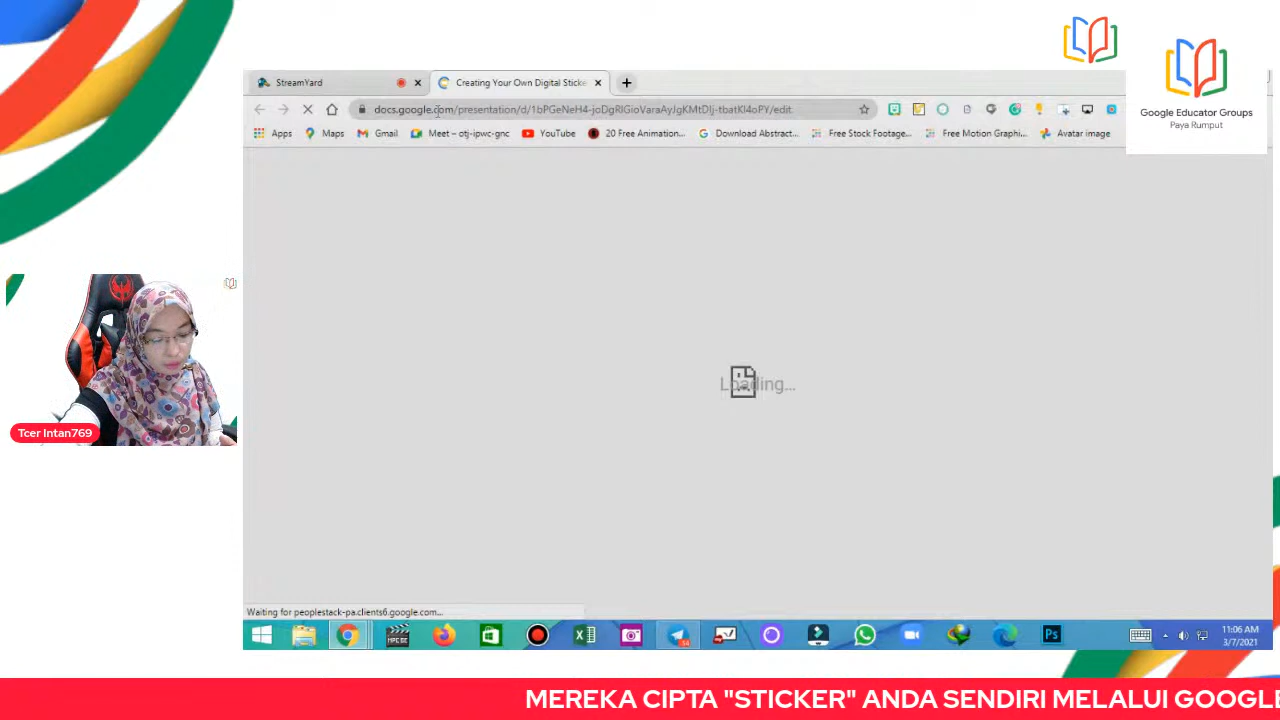 Google Educator Groups
Paya Rumput
StreamYard
Creating Your Own Digital Sticke
docs.google.com/presentation/d/1bPGeNeH4-joDgRlGioVaraAyJgKMtDIj-tbatKl4oPY/edit
Apps
Maps
Gmail
Meet – otj-ipwc-gnc
YouTube
20 Free Animation...
Download Abstract...
Free Stock Footage...
Free Motion Graphi...
Avatar image
Loading...
Tcer Intan769
Waiting for peoplestack-pa.clients6.google.com...
Ps
11:06 AM
3/7/2021
MEREKA CIPTA "STICKER" ANDA SENDIRI MELALUI GOOGLE